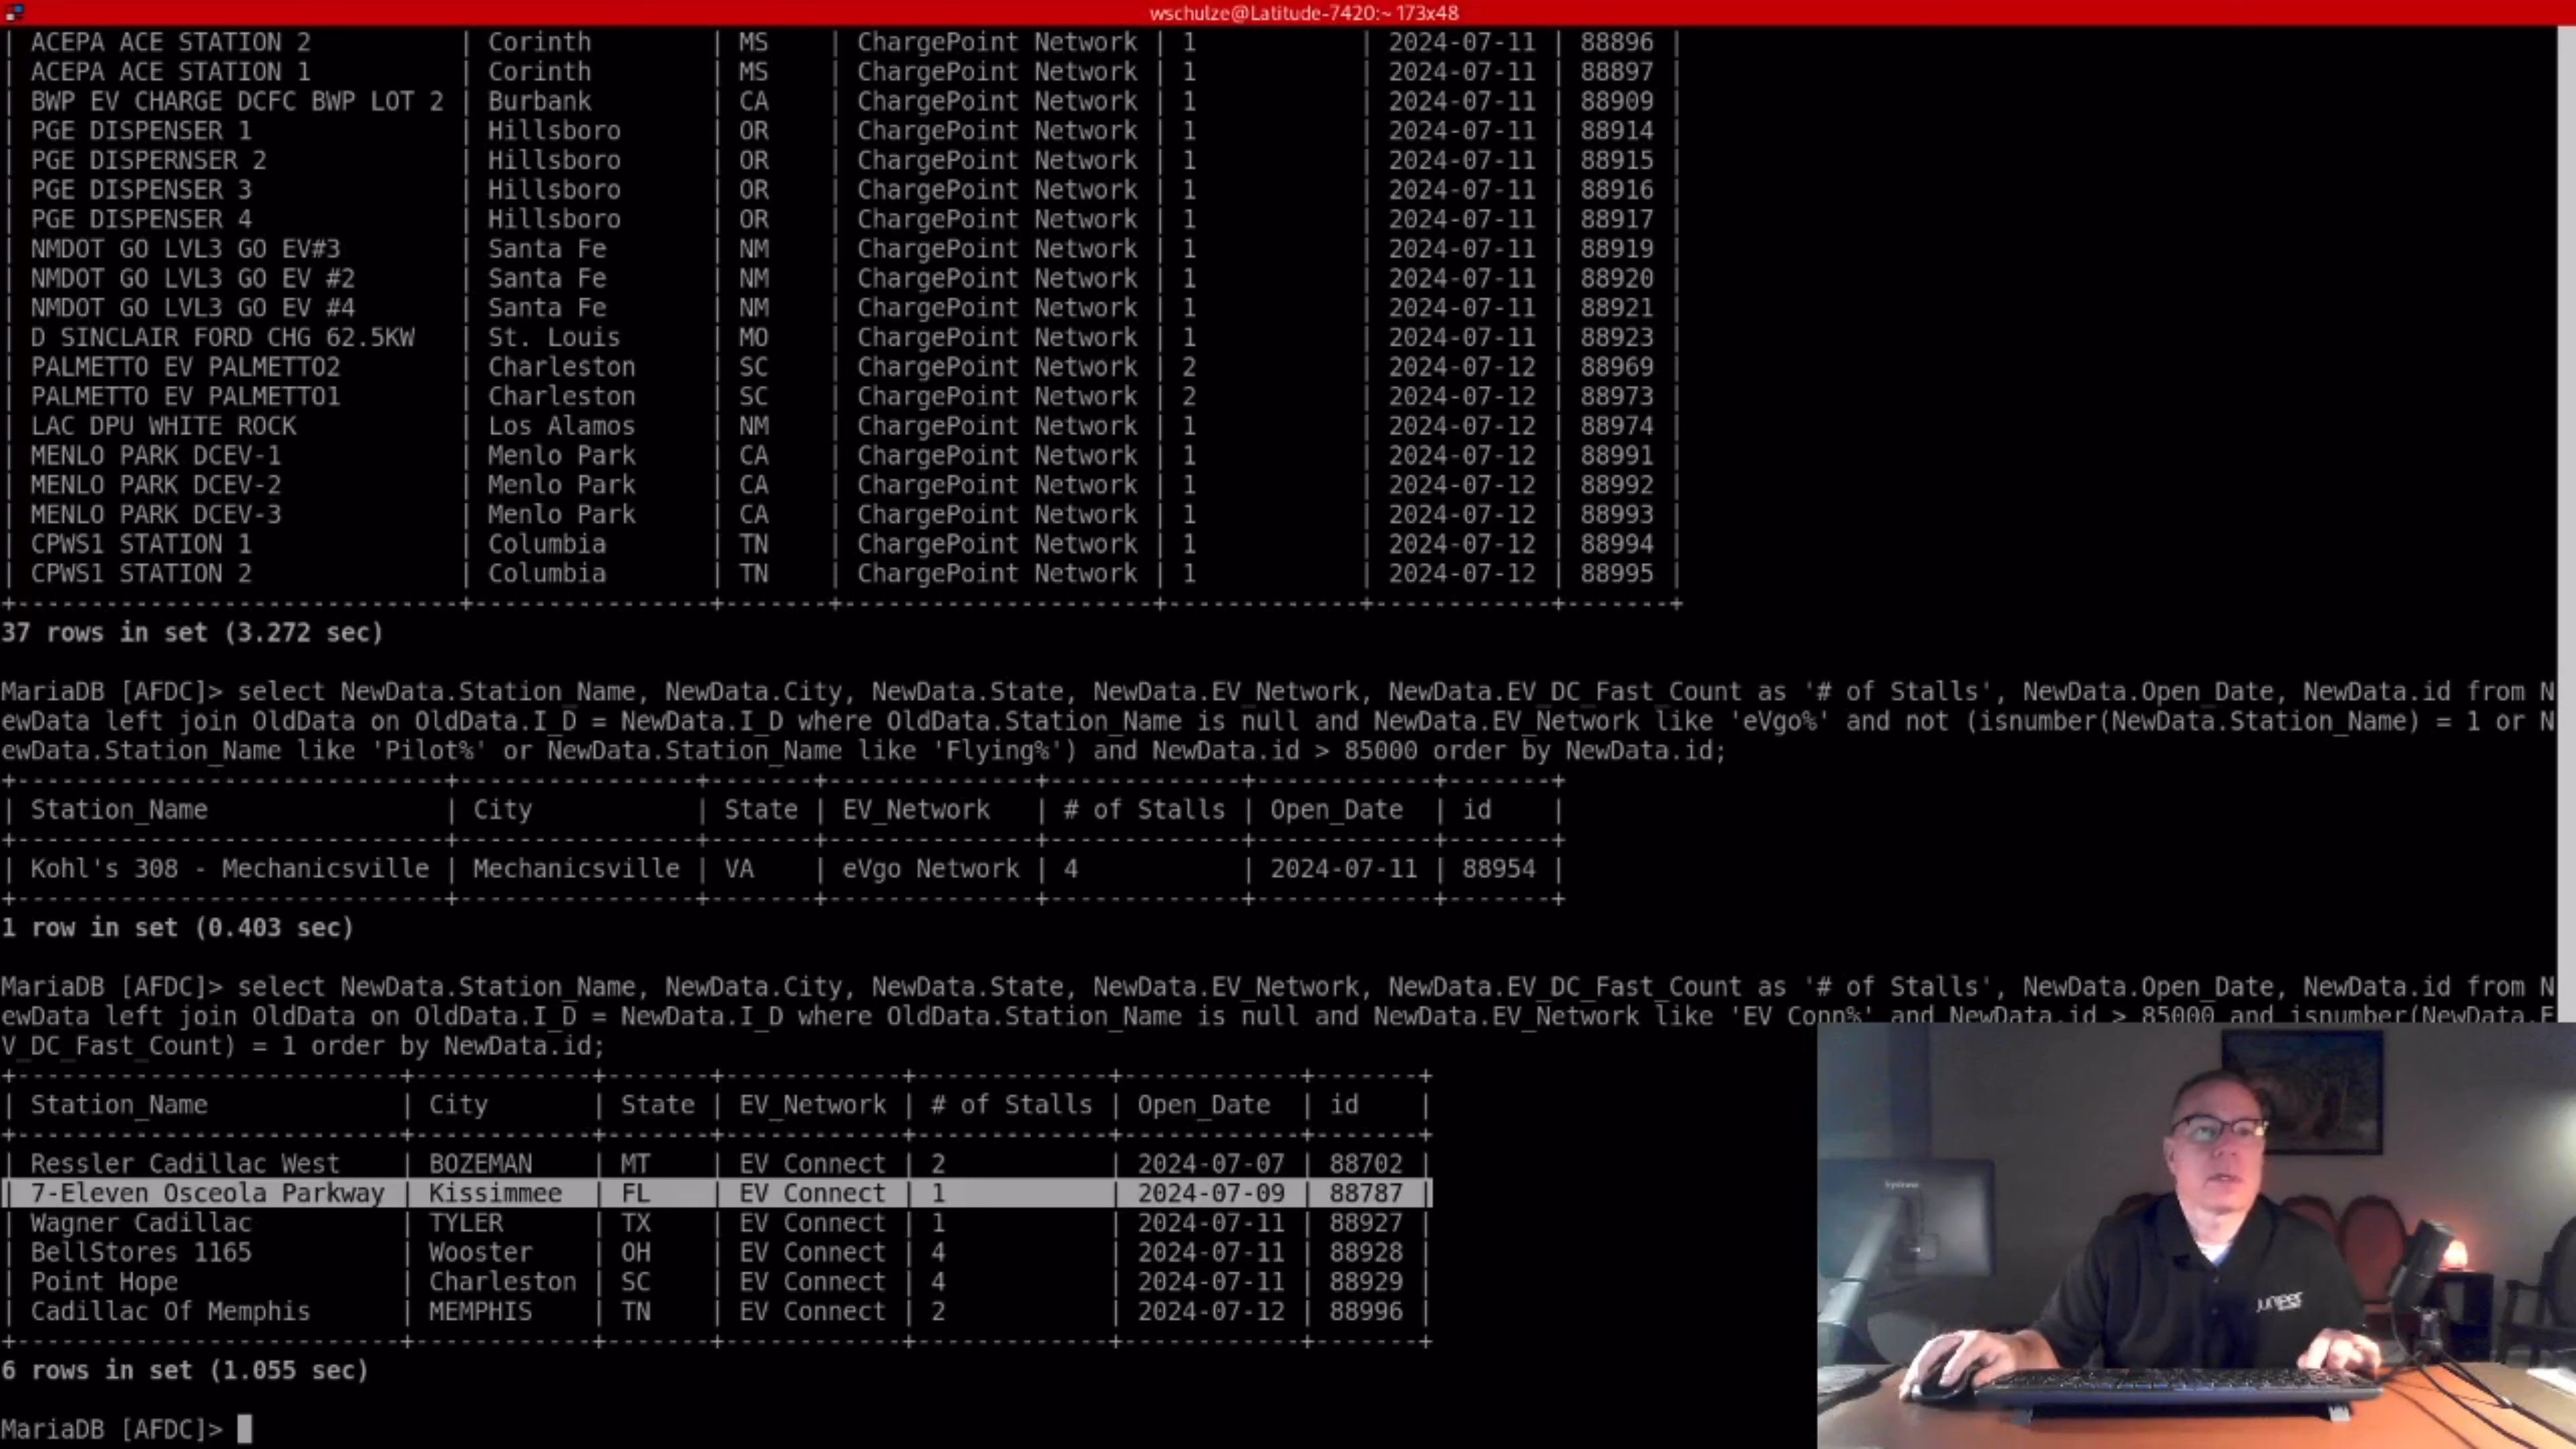 wschulze@Latitude-7420:~ 173x48
| ACEPA ACE STATION 2 | Corinth | MS | ChargePoint Network | 1 | 2024-07-11 | 88896 |
| ACEPA ACE STATION 1 | Corinth | MS | ChargePoint Network | 1 | 2024-07-11 | 88897 |
| BWP EV CHARGE DCFC BWP LOT 2 | Burbank | CA | ChargePoint Network | 1 | 2024-07-11 | 88909 |
| PGE DISPENSER 1 | Hillsboro | OR | ChargePoint Network | 1 | 2024-07-11 | 88914 |
| PGE DISPERNSER 2 | Hillsboro | OR | ChargePoint Network | 1 | 2024-07-11 | 88915 |
| PGE DISPENSER 3 | Hillsboro | OR | ChargePoint Network | 1 | 2024-07-11 | 88916 |
| PGE DISPENSER 4 | Hillsboro | OR | ChargePoint Network | 1 | 2024-07-11 | 88917 |
| NMDOT GO LVL3 GO EV#3 | Santa Fe | NM | ChargePoint Network | 1 | 2024-07-11 | 88919 |
| NMDOT GO LVL3 GO EV #2 | Santa Fe | NM | ChargePoint Network | 1 | 2024-07-11 | 88920 |
| NMDOT GO LVL3 GO EV #4 | Santa Fe | NM | ChargePoint Network | 1 | 2024-07-11 | 88921 |
| D SINCLAIR FORD CHG 62.5KW | St. Louis | MO | ChargePoint Network | 1 | 2024-07-11 | 88923 |
| PALMETTO EV PALMETTO2 | Charleston | SC | ChargePoint Network | 2 | 2024-07-12 | 88969 |
| PALMETTO EV PALMETTO1 | Charleston | SC | ChargePoint Network | 2 | 2024-07-12 | 88973 |
| LAC DPU WHITE ROCK | Los Alamos | NM | ChargePoint Network | 1 | 2024-07-12 | 88974 |
| MENLO PARK DCEV-1 | Menlo Park | CA | ChargePoint Network | 1 | 2024-07-12 | 88991 |
| MENLO PARK DCEV-2 | Menlo Park | CA | ChargePoint Network | 1 | 2024-07-12 | 88992 |
| MENLO PARK DCEV-3 | Menlo Park | CA | ChargePoint Network | 1 | 2024-07-12 | 88993 |
| CPWS1 STATION 1 | Columbia | TN | ChargePoint Network | 1 | 2024-07-12 | 88994 |
| CPWS1 STATION 2 | Columbia | TN | ChargePoint Network | 1 | 2024-07-12 | 88995 |
37 rows in set (3.272 sec)
MariaDB [AFDC]> select NewData.Station_Name, NewData.City, NewData.State, NewData.EV_Network, NewData.EV_DC_Fast_Count as '# of Stalls', NewData.Open_Date, NewData.id from N
ewData left join OldData on OldData.I_D = NewData.I_D where OldData.Station_Name is null and NewData.EV_Network like 'eVgo%' and not (isnumber(NewData.Station_Name) = 1 or N
ewData.Station_Name like 'Pilot%' or NewData.Station_Name like 'Flying%') and NewData.id > 85000 order by NewData.id;
| Station_Name | City | State | EV_Network | # of Stalls | Open_Date | id |
| Kohl's 308 - Mechanicsville | Mechanicsville | VA | eVgo Network | 4 | 2024-07-11 | 88954 |
1 row in set (0.403 sec)
MariaDB [AFDC]> select NewData.Station_Name, NewData.City, NewData.State, NewData.EV_Network, NewData.EV_DC_Fast_Count as '# of Stalls', NewData.Open_Date, NewData.id from N
ewData left join OldData on OldData.I_D = NewData.I_D where OldData.Station_Name is null and NewData.EV_Network like 'EV Conn%' and NewData.id > 85000 and isnumber(NewData.E
V_DC_Fast_Count) = 1 order by NewData.id;
| Station_Name | City | State | EV_Network | # of Stalls | Open_Date | id |
| Ressler Cadillac West | BOZEMAN | MT | EV Connect | 2 | 2024-07-07 | 88702 |
| 7-Eleven Osceola Parkway | Kissimmee | FL | EV Connect | 1 | 2024-07-09 | 88787 |
| Wagner Cadillac | TYLER | TX | EV Connect | 1 | 2024-07-11 | 88927 |
| BellStores 1165 | Wooster | OH | EV Connect | 4 | 2024-07-11 | 88928 |
| Point Hope | Charleston | SC | EV Connect | 4 | 2024-07-11 | 88929 |
| Cadillac Of Memphis | MEMPHIS | TN | EV Connect | 2 | 2024-07-12 | 88996 |
6 rows in set (1.055 sec)
MariaDB [AFDC]>